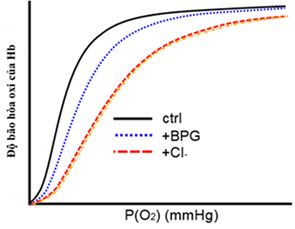 Độ bão hòa oxi của Hb
ctrl
+BPG
+Cl-
P(O₂) (mmHg)